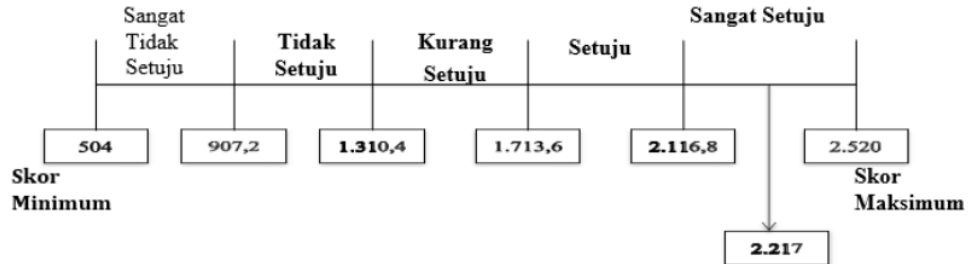 Sangat
Tidak
Setuju
Tidak
Setuju
Kurang
Setuju
Setuju
Sangat Setuju
504
907,2
1.310,4
1.713,6
2.116,8
2.520
Skor
Minimum
Skor
Maksimum
2.217